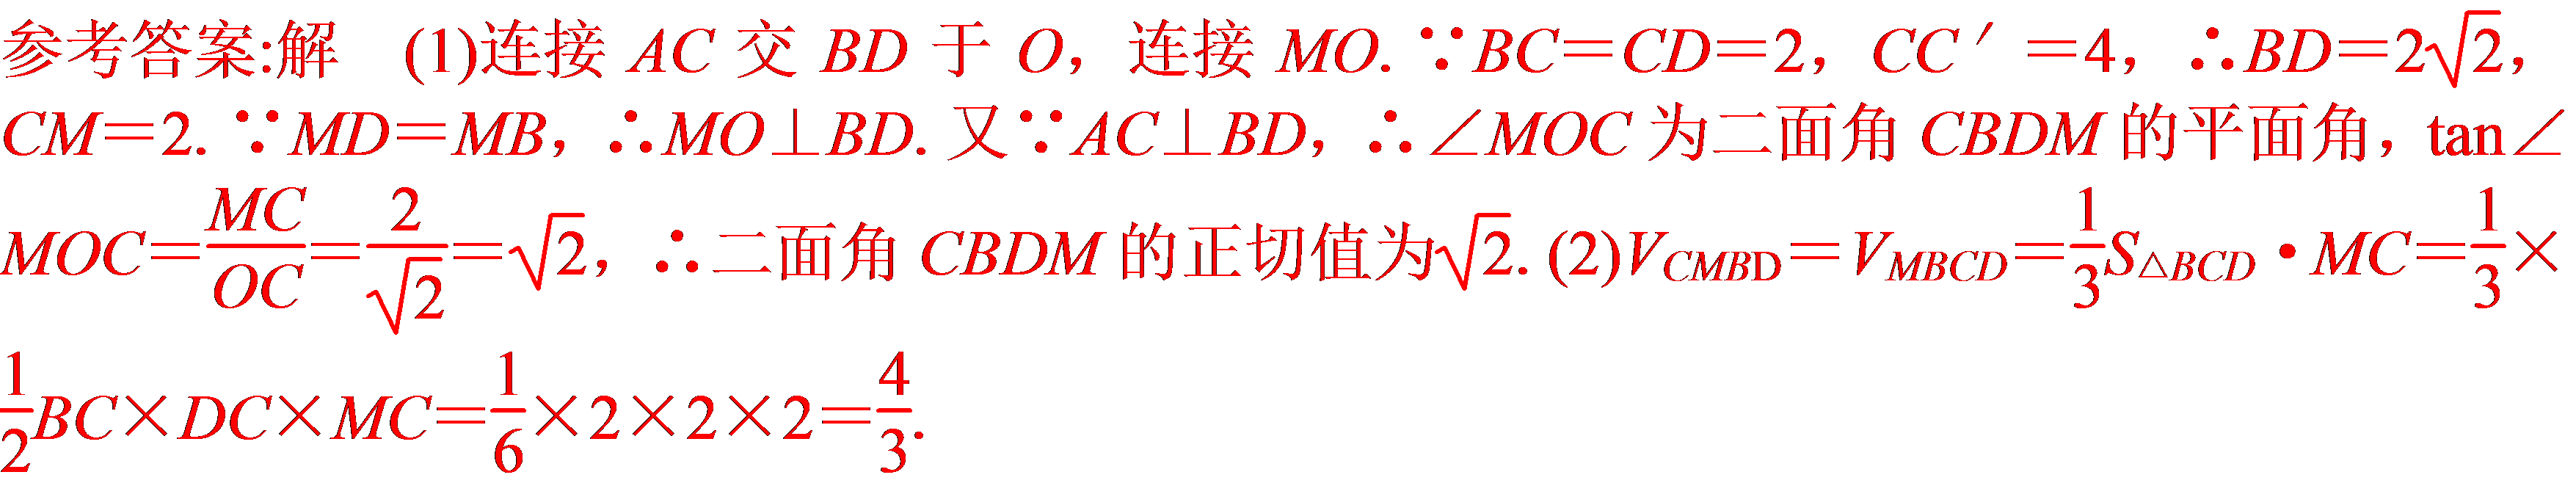 参考答案:解 (1)连接 AC 交 BD 于 O，连接 MO. ∵BC=CD=2，CC′ =4，∴BD=2√2，
CM=2. ∵MD=MB，∴MO⊥BD. 又∵AC⊥BD，∴∠MOC 为二面角 CBDM 的平面角，tan∠
MOC=MC/OC=2/√2=√2，∴二面角 CBDM 的正切值为√2. (2)V_{CMBD}=V_{MBCD}=1/3S_{△BCD}•MC=1/3×
1/2BC×DC×MC=1/6×2×2×2=4/3.